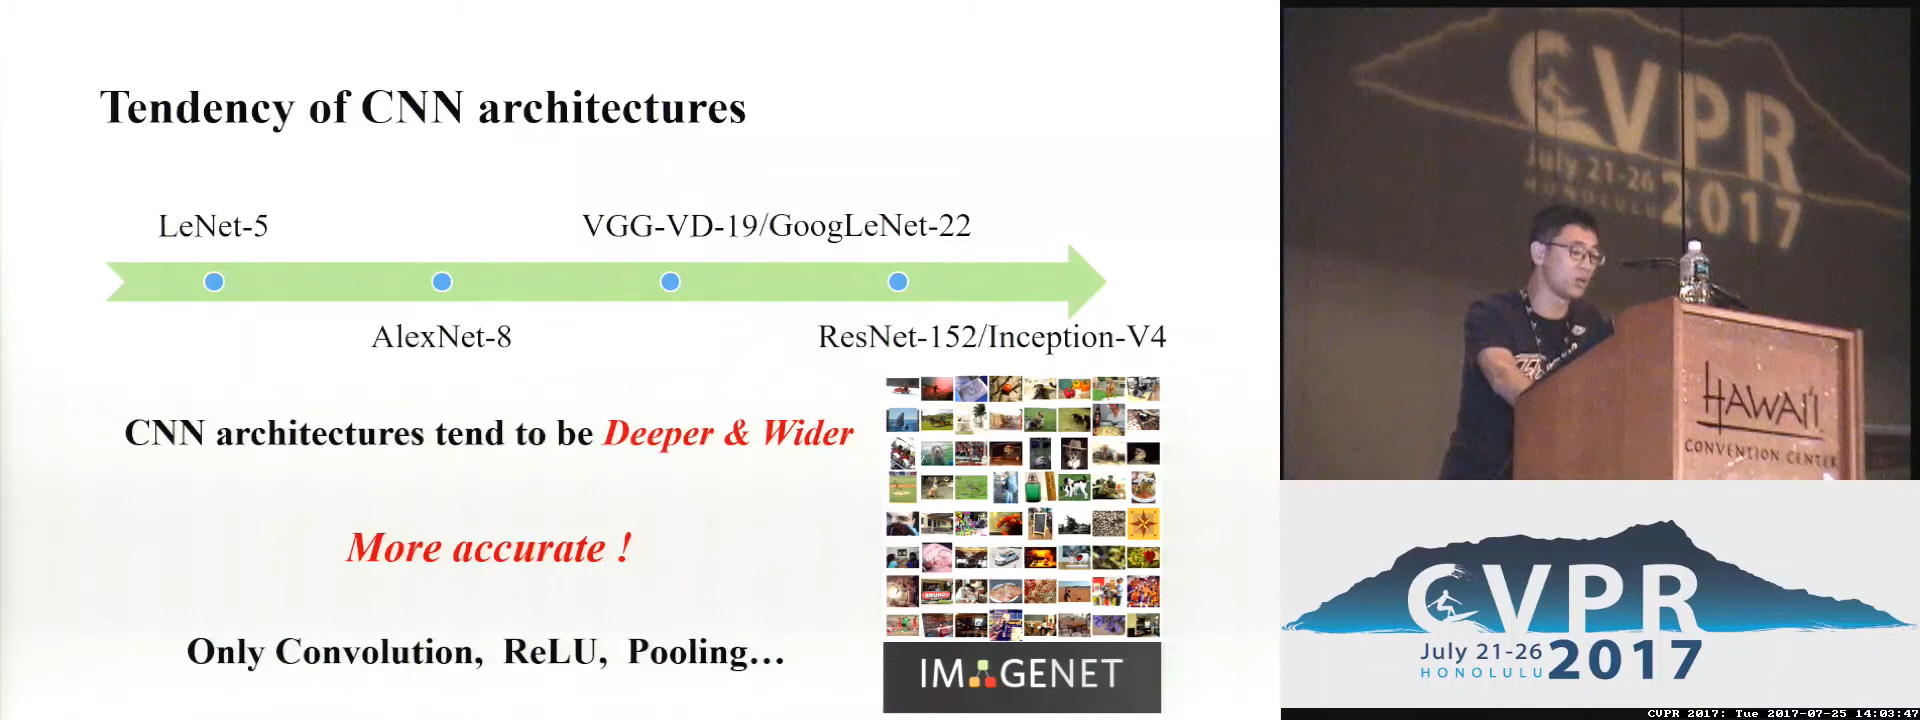 Tendency of CNN architectures
LeNet-5
VGG-VD-19/GoogLeNet-22
AlexNet-8
ResNet-152/Inception-V4
CNN architectures tend to be Deeper & Wider
More accurate !
Only Convolution, ReLU, Pooling...
IMAGENET
CVPR
July 21-26
HONOLULU
2017
HAWAI'I
CONVENTION CENTER
CVPR
July 21-26
HONOLULU
2017
CVPR 2017: Tue 2017-07-25 14:03:47